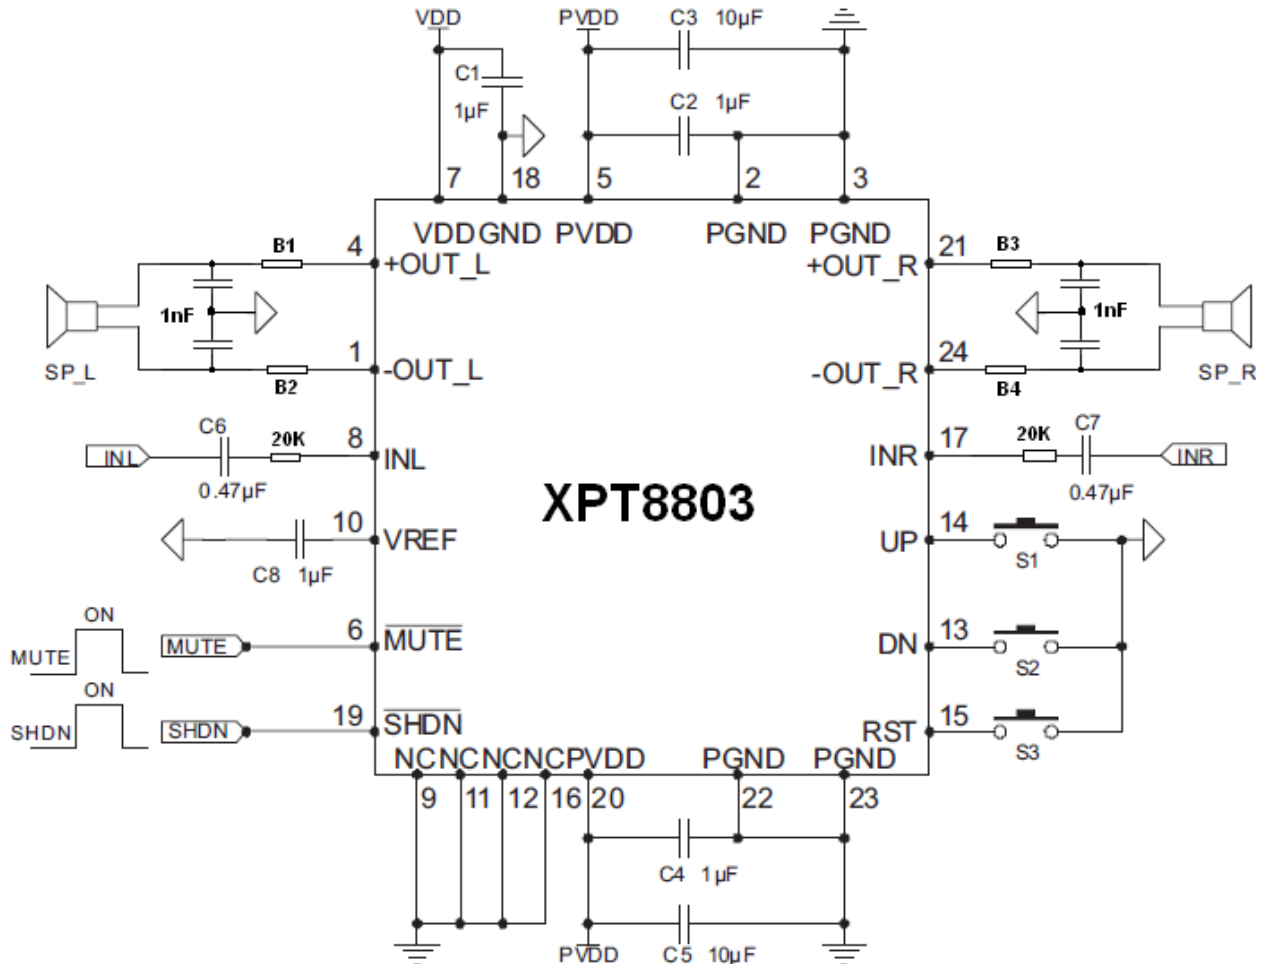 VDD
PVDD
C3 10µF
C1
1µF
C2 1µF
7
18
5
2
3
VDD
GND
PVDD
PGND
PGND
B1
4
+OUT_L
+OUT_R
21
B3
1nF
1nF
SP_L
B2
1
-OUT_L
-OUT_R
24
B4
SP_R
C6
20K
8
INL
INL
0.47µF
INR
17
20K
C7
INR
0.47µF
XPT8803
10
VREF
C8 1µF
UP
14
S1
ON
MUTE
MUTE
6
MUTE
DN
13
S2
ON
SHDN
SHDN
19
SHDN
RST
15
S3
NC
NC
NC
NC
PVDD
PGND
PGND
9
11
12
16
20
22
23
C4 1µF
PVDD
C5 10µF